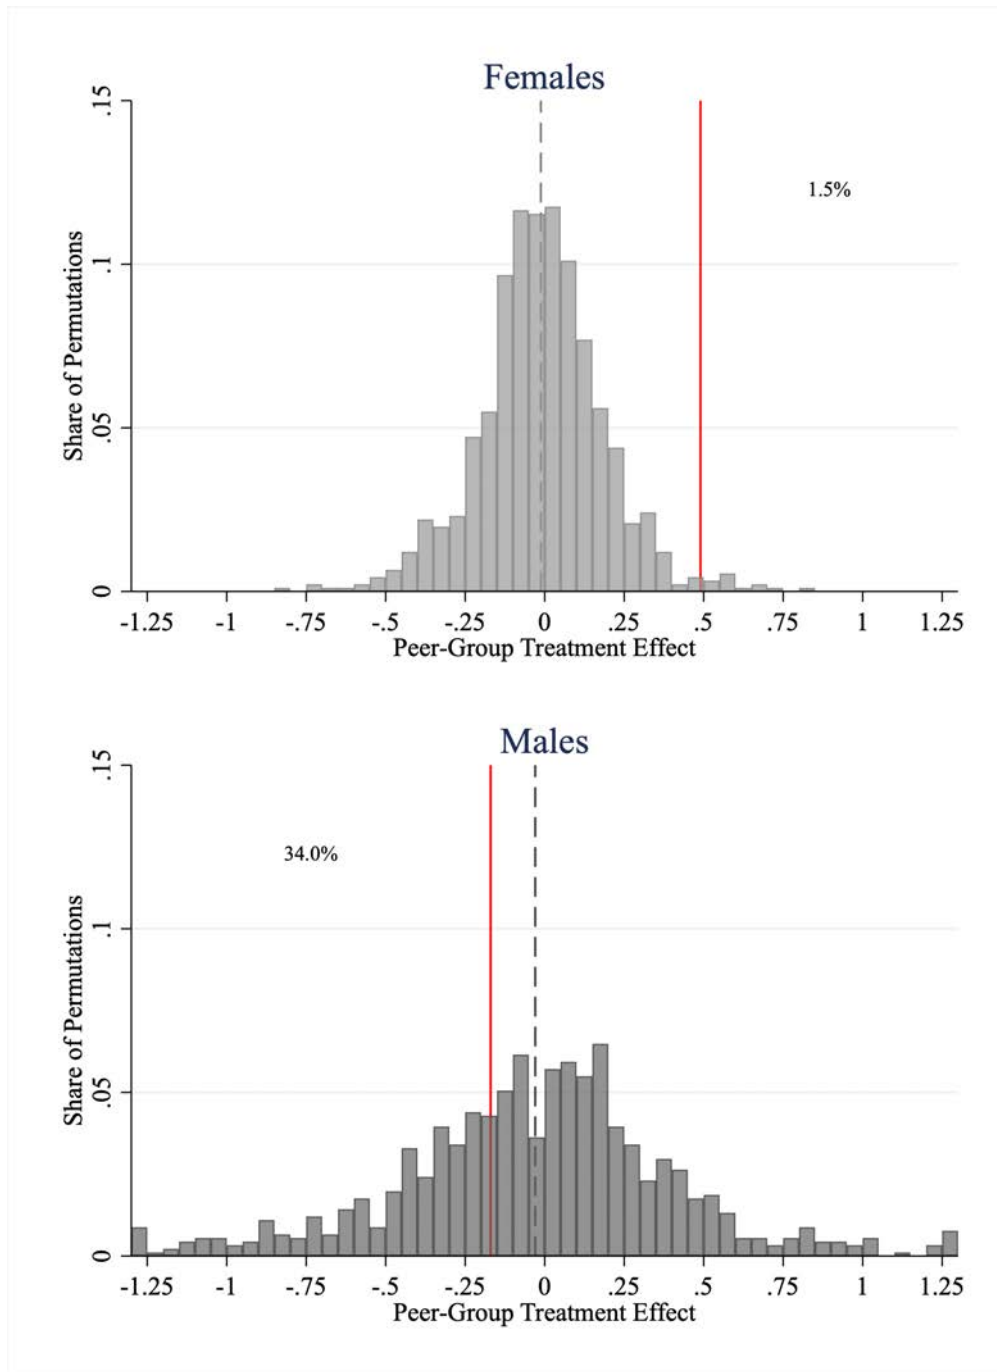 Females
.15
.1
.05
0
Share of Permutations
1.5%
-1.25 -1 -.75 -.5 -.25 0 .25 .5 .75 1 1.25
Peer-Group Treatment Effect
Males
.15
.1
.05
0
Share of Permutations
34.0%
-1.25 -1 -.75 -.5 -.25 0 .25 .5 .75 1 1.25
Peer-Group Treatment Effect